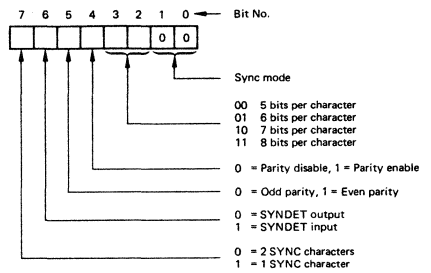 7 6 5 4 3 2 1 0 Bit No.
0 0
Sync mode
00 5 bits per character
01 6 bits per character
10 7 bits per character
11 8 bits per character
0 = Parity disable, 1 = Parity enable
0 = Odd parity, 1 = Even parity
0 = SYNDET output
1 = SYNDET input
0 = 2 SYNC characters
1 = 1 SYNC character